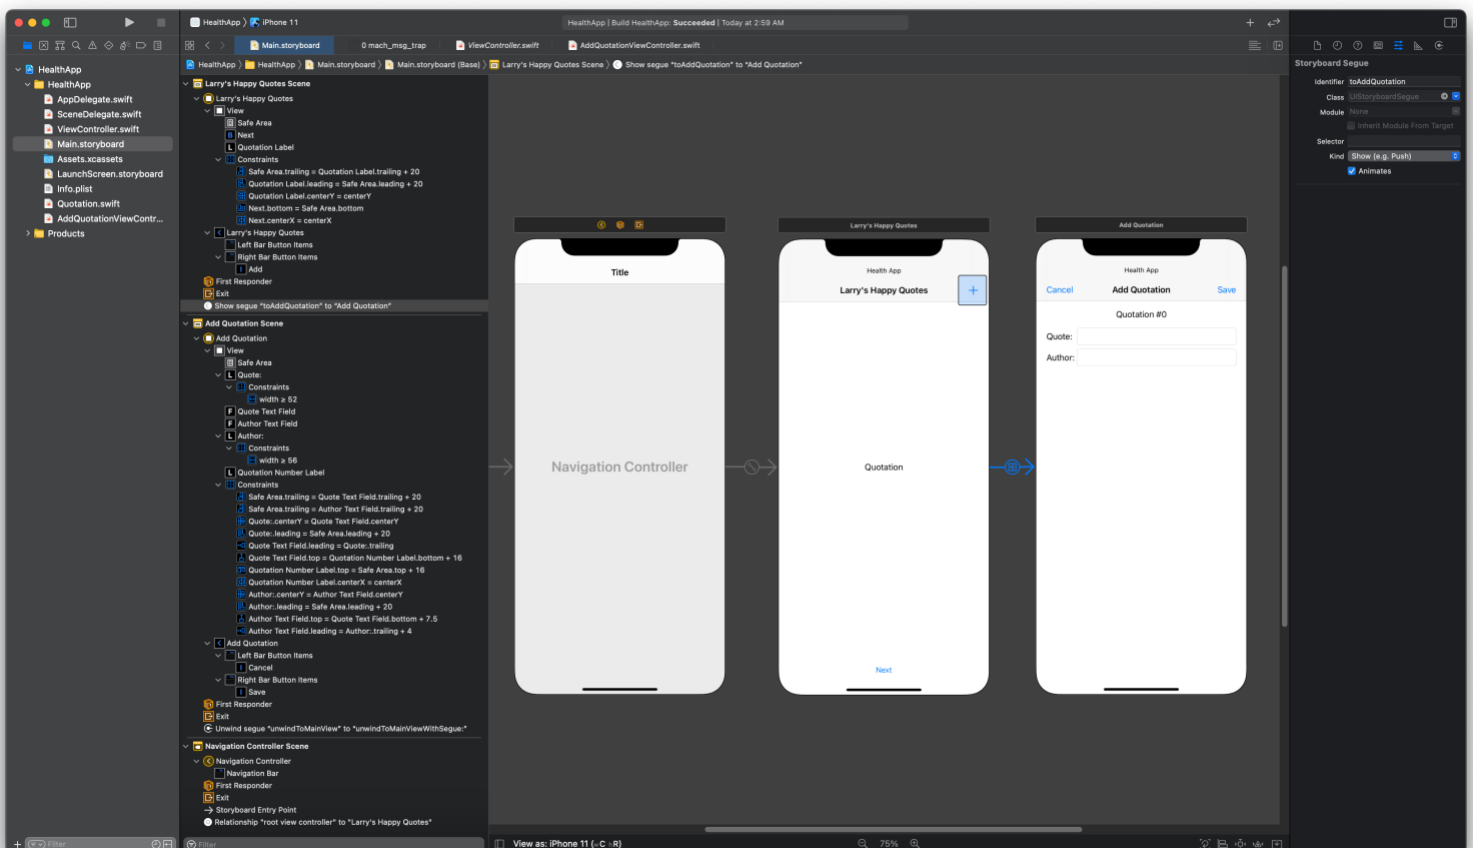 HealthApp › iPhone 11
HealthApp | Build HealthApp: Succeeded | Today at 2:59 AM
Main.storyboard
0 mach_msg_trap
ViewController.swift
AddQuotationViewController.swift
HealthApp › HealthApp › Main.storyboard › Main.storyboard (Base) › Larry's Happy Quotes Scene › Show segue "toAddQuotation" to "Add Quotation"
HealthApp
HealthApp
AppDelegate.swift
SceneDelegate.swift
ViewController.swift
Main.storyboard
Assets.xcassets
LaunchScreen.storyboard
Info.plist
Quotation.swift
AddQuotationViewContr...
Products
Filter
Larry's Happy Quotes Scene
Larry's Happy Quotes
View
Safe Area
B Next
L Quotation Label
Constraints
Safe Area.trailing = Quotation Label.trailing + 20
Quotation Label.leading = Safe Area.leading + 20
Quotation Label.centerY = centerY
Next.bottom = Safe Area.bottom
Next.centerX = centerX
Larry's Happy Quotes
Left Bar Button Items
Right Bar Button Items
Add
First Responder
Exit
Show segue "toAddQuotation" to "Add Quotation"
Add Quotation Scene
Add Quotation
View
Safe Area
L Quote:
Constraints
width ≥ 52
F Quote Text Field
F Author Text Field
L Author:
Constraints
width ≥ 56
L Quotation Number Label
Constraints
Safe Area.trailing = Quote Text Field.trailing + 20
Safe Area.trailing = Author Text Field.trailing + 20
Quote:.centerY = Quote Text Field.centerY
Quote:.leading = Safe Area.leading + 20
Quote Text Field.leading = Quote:.trailing
Quote Text Field.top = Quotation Number Label.bottom + 16
Quotation Number Label.top = Safe Area.top + 16
Quotation Number Label.centerX = centerX
Author:.centerY = Author Text Field.centerY
Author:.leading = Safe Area.leading + 20
Author Text Field.top = Quote Text Field.bottom + 7.5
Author Text Field.leading = Author:.trailing + 4
Add Quotation
Left Bar Button Items
Cancel
Right Bar Button Items
Save
First Responder
Exit
Unwind segue "unwindToMainView" to "unwindToMainViewWithSegue:"
Navigation Controller Scene
Navigation Controller
Navigation Bar
First Responder
Exit
Storyboard Entry Point
Relationship "root view controller" to "Larry's Happy Quotes"
Filter
Title
Navigation Controller
Larry's Happy Quotes
Health App
Larry's Happy Quotes +
Quotation
Next
Add Quotation
Health App
Cancel Add Quotation Save
Quotation #0
Quote:
Author:
View as: iPhone 11 (wC hR)
75%
Storyboard Segue
Identifier toAddQuotation
Class UIStoryboardSegue
Module None
Inherit Module From Target
Selector
Kind Show (e.g. Push)
Animates